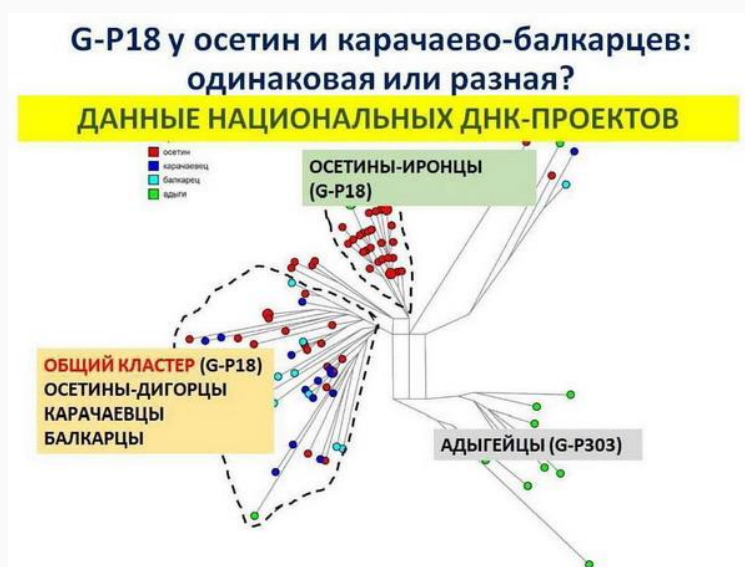 G-P18 у осетин и карачаево-балкарцев:
одинаковая или разная?
ДАННЫЕ НАЦИОНАЛЬНЫХ ДНК-ПРОЕКТОВ
осетин
карачаевец
балкарец
адыги
ОСЕТИНЫ-ИРОНЦЫ
(G-P18)
ОБЩИЙ КЛАСТЕР (G-P18)
ОСЕТИНЫ-ДИГОРЦЫ
КАРАЧАЕВЦЫ
БАЛКАРЦЫ
АДЫГЕЙЦЫ (G-P303)